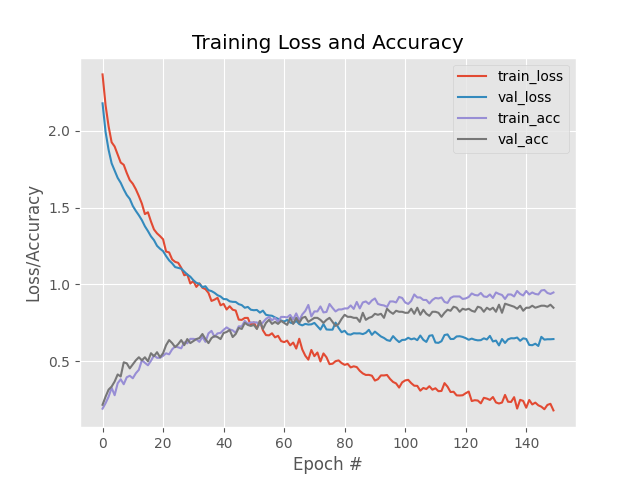 Training Loss and Accuracy
train_loss
val_loss
train_acc
val_acc
Loss/Accuracy
2.0
1.5
1.0
0.5
0 20 40 60 80 100 120 140
Epoch #